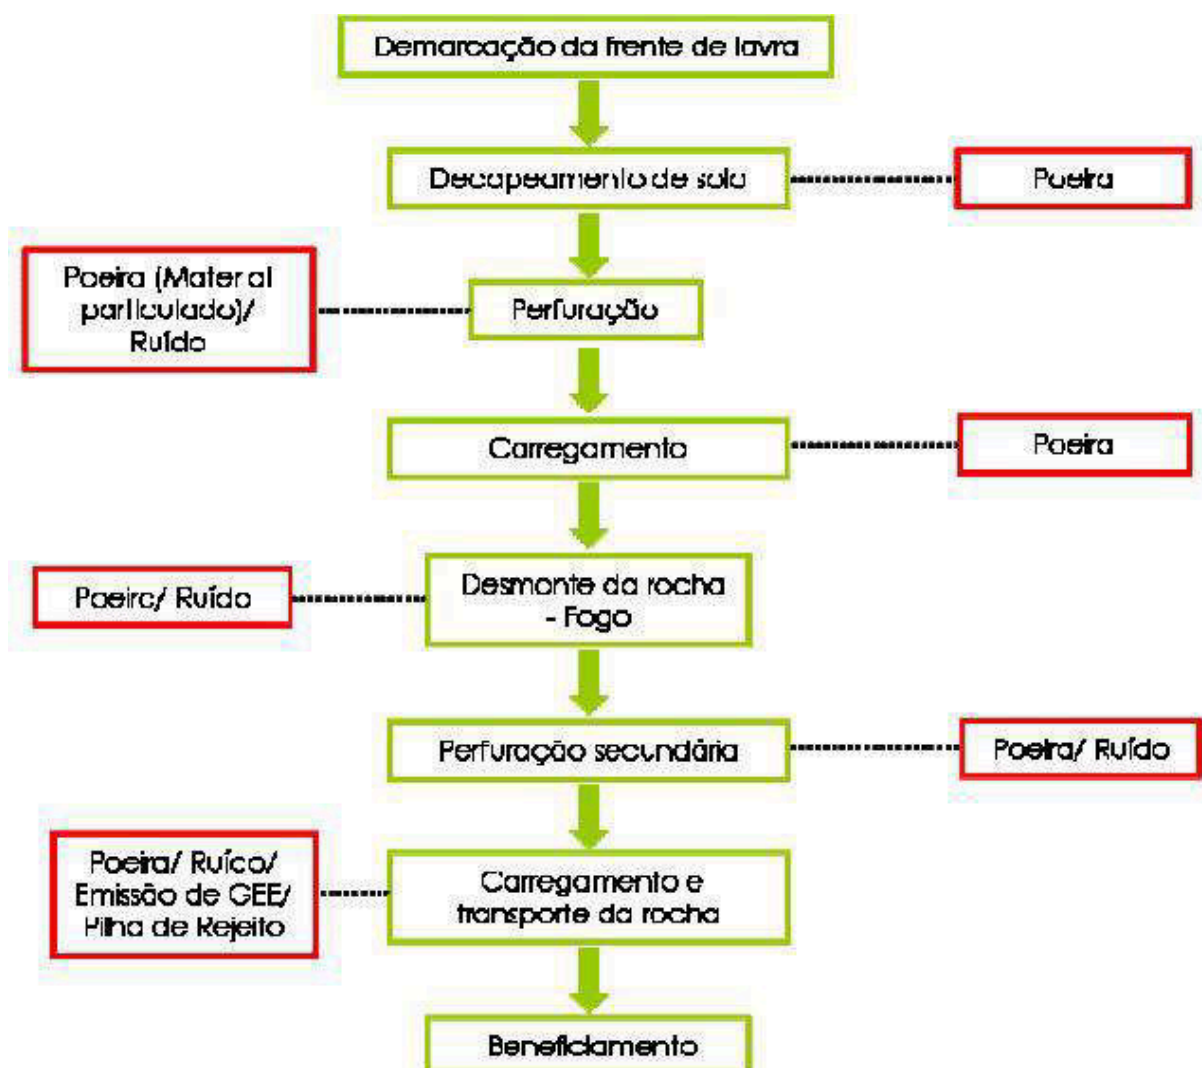 Demarcação da frente de lavra
Decapeamento de solo
Poeira
Poeira (Material
particulado)/
Ruído
Perfuração
Carregamento
Poeira
Poeira/ Ruído
Desmonte da rocha
- Fogo
Perfuração secundária
Poeira/ Ruído
Poeira/ Ruído/
Emissão de GEE/
Pilha de Rejeito
Carregamento e
transporte da rocha
Beneficiamento